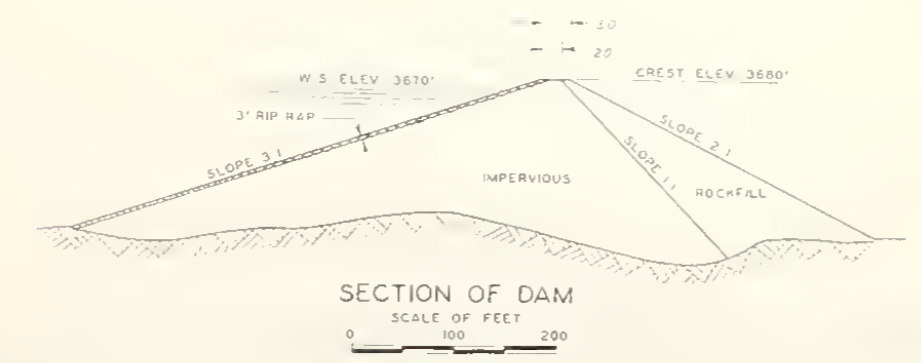 20
W S ELEV 3670'
CREST ELEV 3680'
3' RIP RAP
SLOPE 3:1
SLOPE 2:1
SLOPE 1:1
IMPERVIOUS
ROCKFILL
SECTION OF DAM
SCALE OF FEET
0 100 200